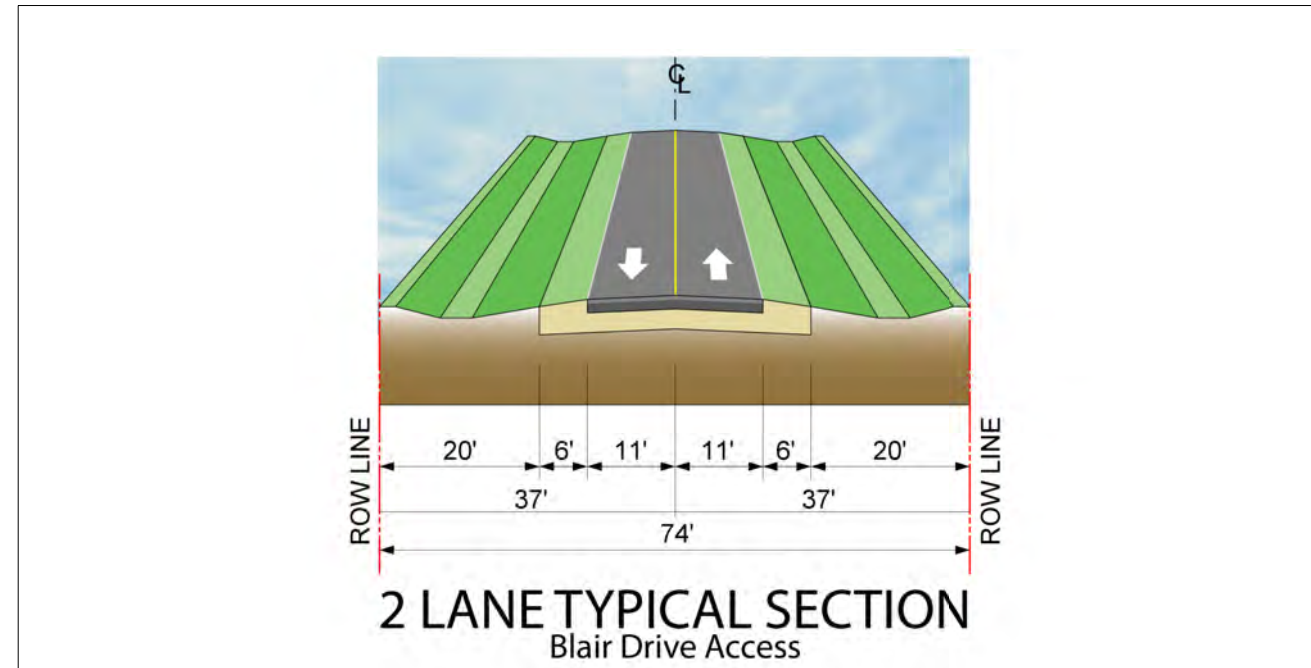 ℄
20' 6' 11' 11' 6' 20'
37' 37'
74'
ROW LINE
ROW LINE
2 LANE TYPICAL SECTION
Blair Drive Access